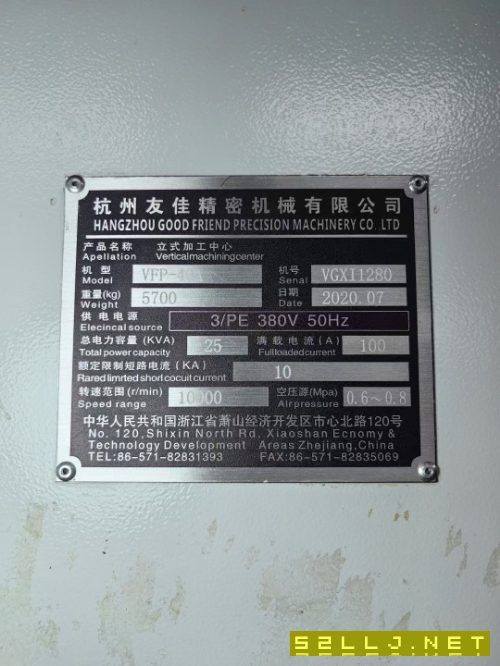 杭州友佳精密机械有限公司
HANGZHOU GOOD FRIEND PRECISION MACHINERY CO. LTD
产品名称 立式加工中心
Apellation Verticalmachiningcenter
机型 机号 VGXI1280
Model Senal
重量(kg) 5700 日期 2020.07
Weight Date
供电电源 3/PE 380V 50Hz
Elecincal source
总电力容量 (KVA) 25 满载电流 (A) 100
Total power capacity Fullloadedcurrent
额定限制短路电流 (KA) 10
Rared limrted short cocuit current
转速范围 (r/min) 10000 空压源(Mpa) 0.6~0.8
Speed range Airpressure
中华人民共和国浙江省萧山经济开发区市心北路120号
No. 120,Shixin North Rd, Xiaoshan Ecnomy &
Technology Development Areas Zhejiang, China
TEL:86-571-82831393 FAX:86-571-82835069
52LLJ.NET